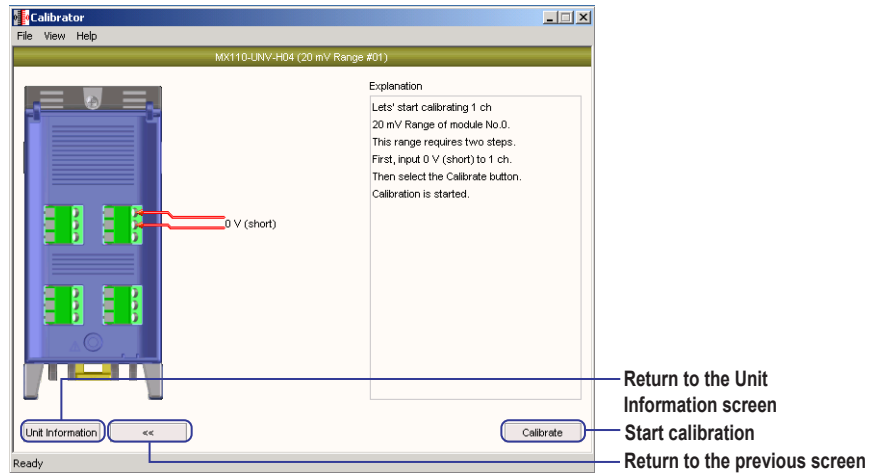 Calibrator
File View Help
MX110-UNV-H04 (20 mV Range #01)
Explanation
Lets' start calibrating 1 ch
20 mV Range of module No.0.
This range requires two steps.
First, input 0 V (short) to 1 ch.
Then select the Calibrate button.
Calibration is started.
0 V (short)
Unit Information
<<
Calibrate
Ready
Return to the Unit
Information screen
Start calibration
Return to the previous screen